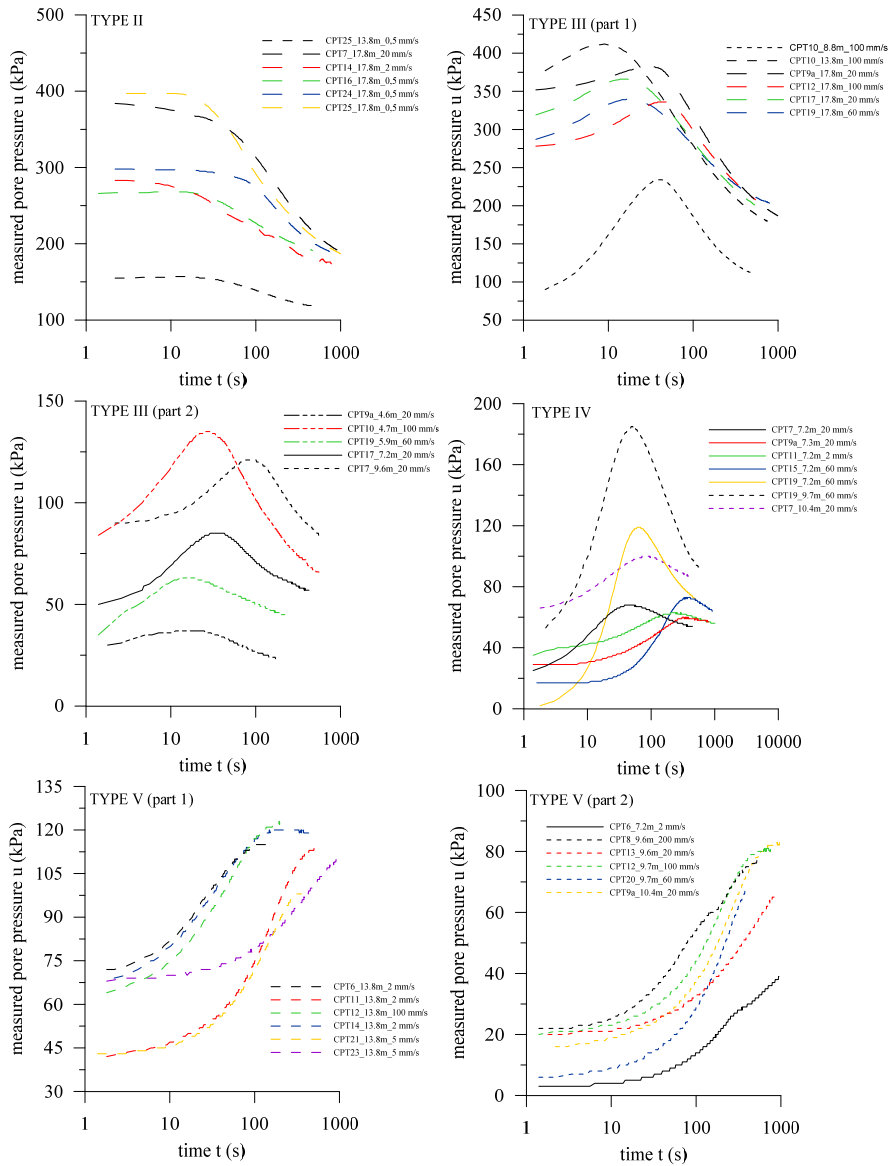 TYPE II
CPT25_13.8m_0,5 mm/s
CPT7_17.8m_20 mm/s
CPT14_17.8m_2 mm/s
CPT16_17.8m_0,5 mm/s
CPT24_17.8m_0,5 mm/s
CPT25_17.8m_0,5 mm/s
500
400
300
200
100
measured pore pressure u (kPa)
1
10
100
1000
time t (s)
TYPE III (part 1)
CPT10_8.8m_100 mm/s
CPT10_13.8m_100 mm/s
CPT9a_17.8m_20 mm/s
CPT12_17.8m_100 mm/s
CPT17_17.8m_20 mm/s
CPT19_17.8m_60 mm/s
450
400
350
300
250
200
150
100
50
measured pore pressure u (kPa)
1
10
100
1000
time t (s)
TYPE III (part 2)
CPT9a_4.6m_20 mm/s
CPT10_4.7m_100 mm/s
CPT19_5.9m_60 mm/s
CPT17_7.2m_20 mm/s
CPT7_9.6m_20 mm/s
150
100
50
0
measured pore pressure u (kPa)
1
10
100
1000
time t (s)
TYPE IV
CPT7_7.2m_20 mm/s
CPT9a_7.3m_20 mm/s
CPT11_7.2m_2 mm/s
CPT15_7.2m_60 mm/s
CPT19_7.2m_60 mm/s
CPT19_9.7m_60 mm/s
CPT7_10.4m_20 mm/s
200
160
120
80
40
0
measured pore pressure u (kPa)
1
10
100
1000
10000
time t (s)
TYPE V (part 1)
CPT6_13.8m_2 mm/s
CPT11_13.8m_2 mm/s
CPT12_13.8m_100 mm/s
CPT14_13.8m_2 mm/s
CPT21_13.8m_5 mm/s
CPT23_13.8m_5 mm/s
135
120
105
90
75
60
45
30
measured pore pressure u (kPa)
1
10
100
1000
time t (s)
TYPE V (part 2)
CPT6_7.2m_2 mm/s
CPT8_9.6m_200 mm/s
CPT13_9.6m_20 mm/s
CPT12_9.7m_100 mm/s
CPT20_9.7m_60 mm/s
CPT9a_10.4m_20 mm/s
100
80
60
40
20
0
measured pore pressure u (kPa)
1
10
100
1000
time t (s)